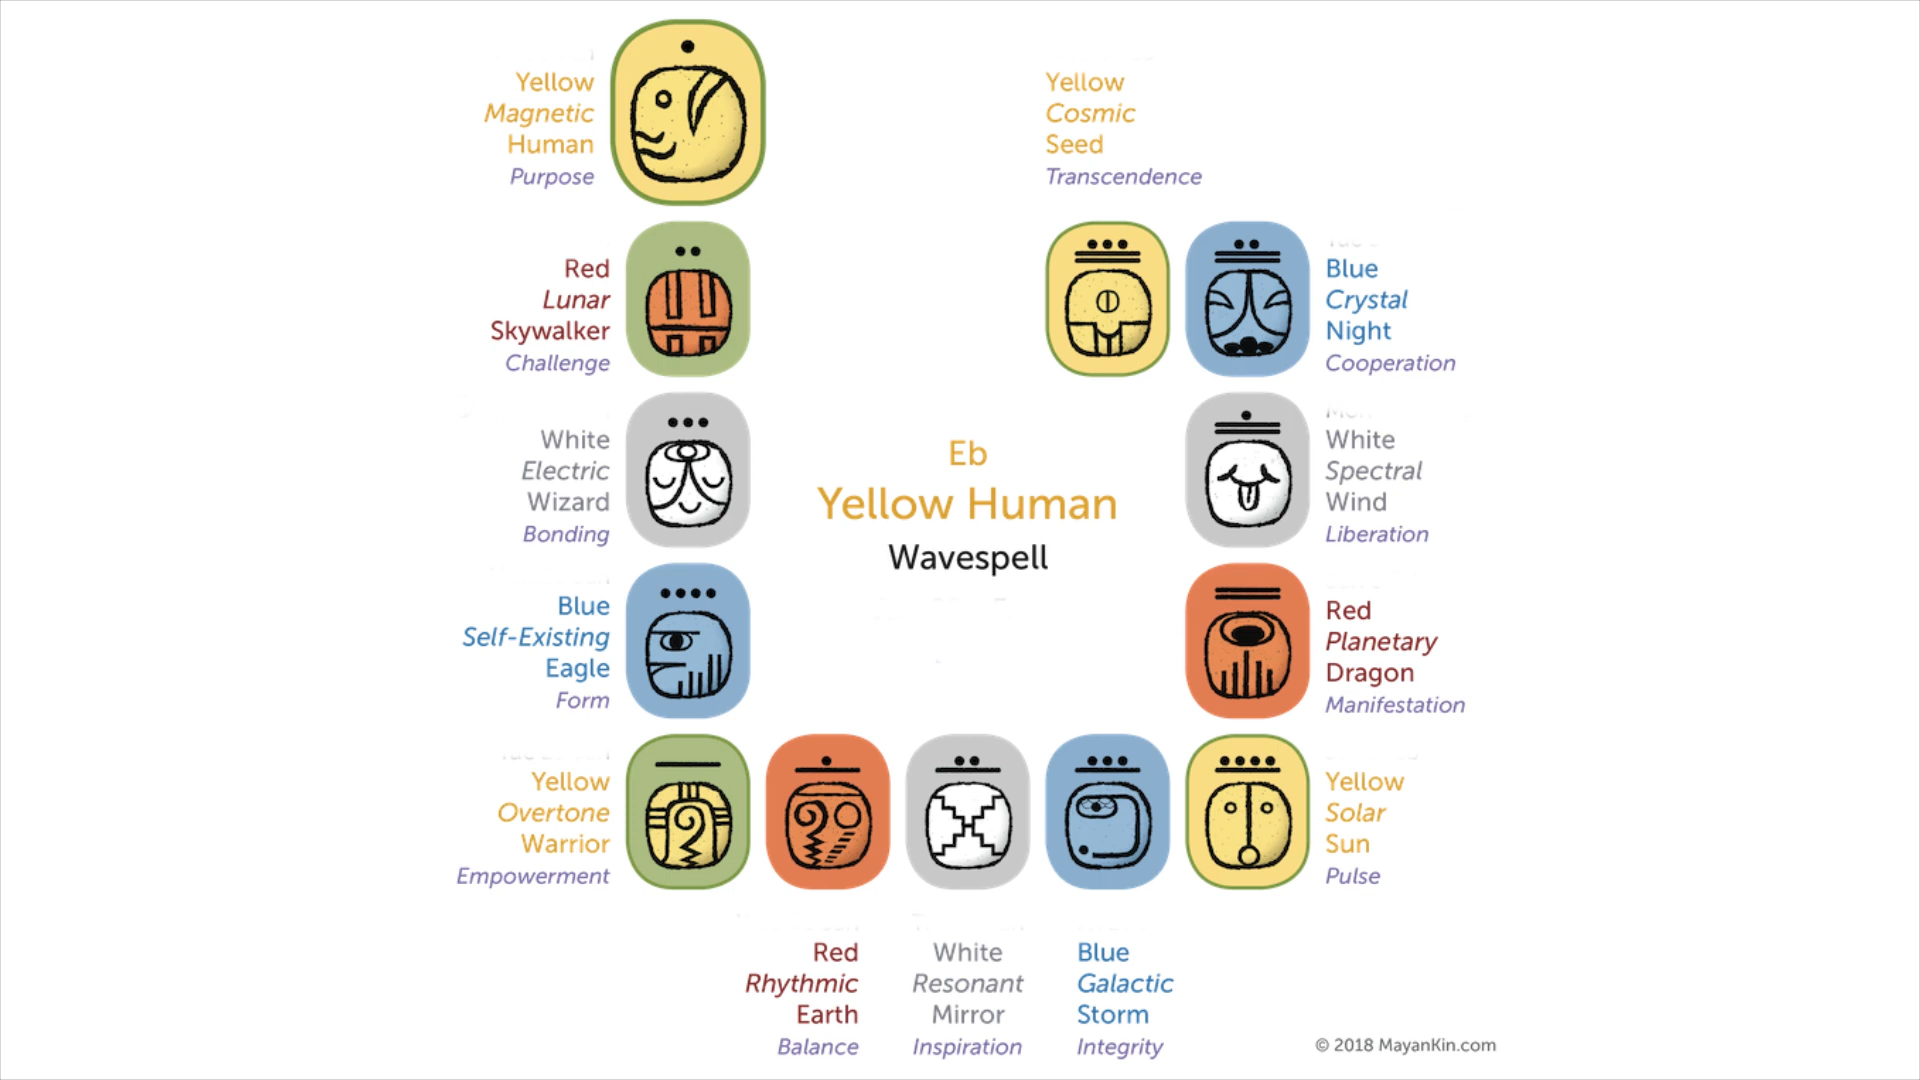 Yellow
Magnetic
Human
Purpose
Red
Lunar
Skywalker
Challenge
White
Electric
Wizard
Bonding
Blue
Self-Existing
Eagle
Form
Yellow
Overtone
Warrior
Empowerment
Red
Rhythmic
Earth
Balance
White
Resonant
Mirror
Inspiration
Blue
Galactic
Storm
Integrity
Yellow
Solar
Sun
Pulse
Red
Planetary
Dragon
Manifestation
White
Spectral
Wind
Liberation
Blue
Crystal
Night
Cooperation
Yellow
Cosmic
Seed
Transcendence
Eb
Yellow Human
Wavespell
© 2018 MayanKin.com